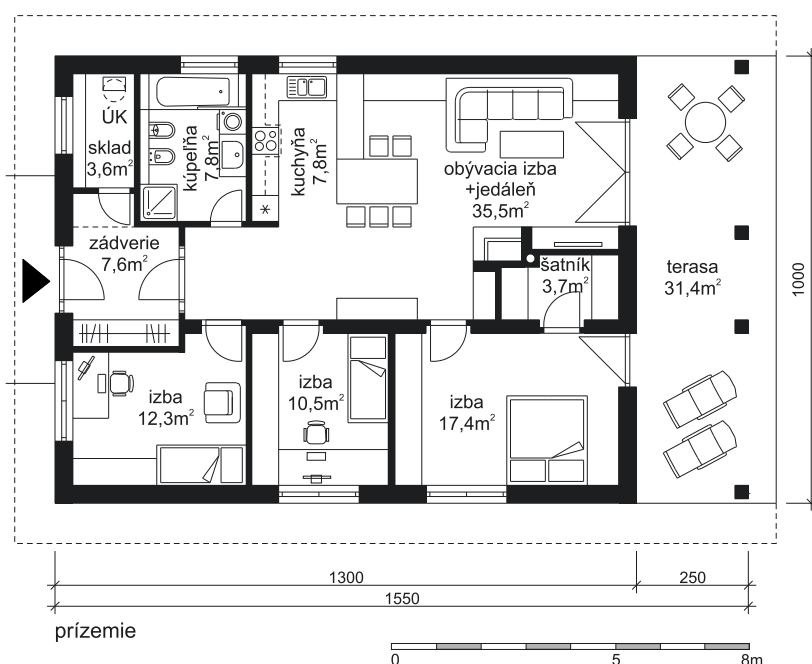 ÚK
sklad
3,6m²
kúpeľňa
7,8m²
kuchyňa
7,8m²
obývacia izba
+jedáleň
35,5m²
zádverie
7,6m²
šatník
3,7m²
terasa
31,4m²
1000
izba
12,3m²
izba
10,5m²
izba
17,4m²
1300
250
1550
prízemie
0
5
8m